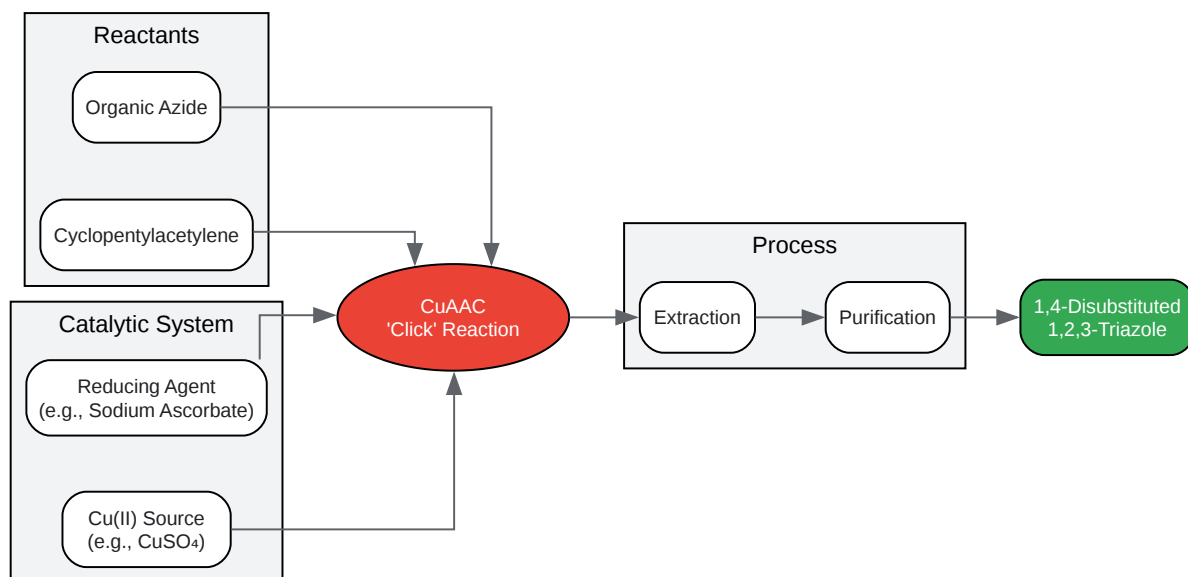 Reactants
Organic Azide
Cyclopentylacetylene
Catalytic System
Reducing Agent
(e.g., Sodium Ascorbate)
Cu(II) Source
(e.g., CuSO₄)
CuAAC
'Click' Reaction
Process
Extraction
Purification
1,4-Disubstituted
1,2,3-Triazole